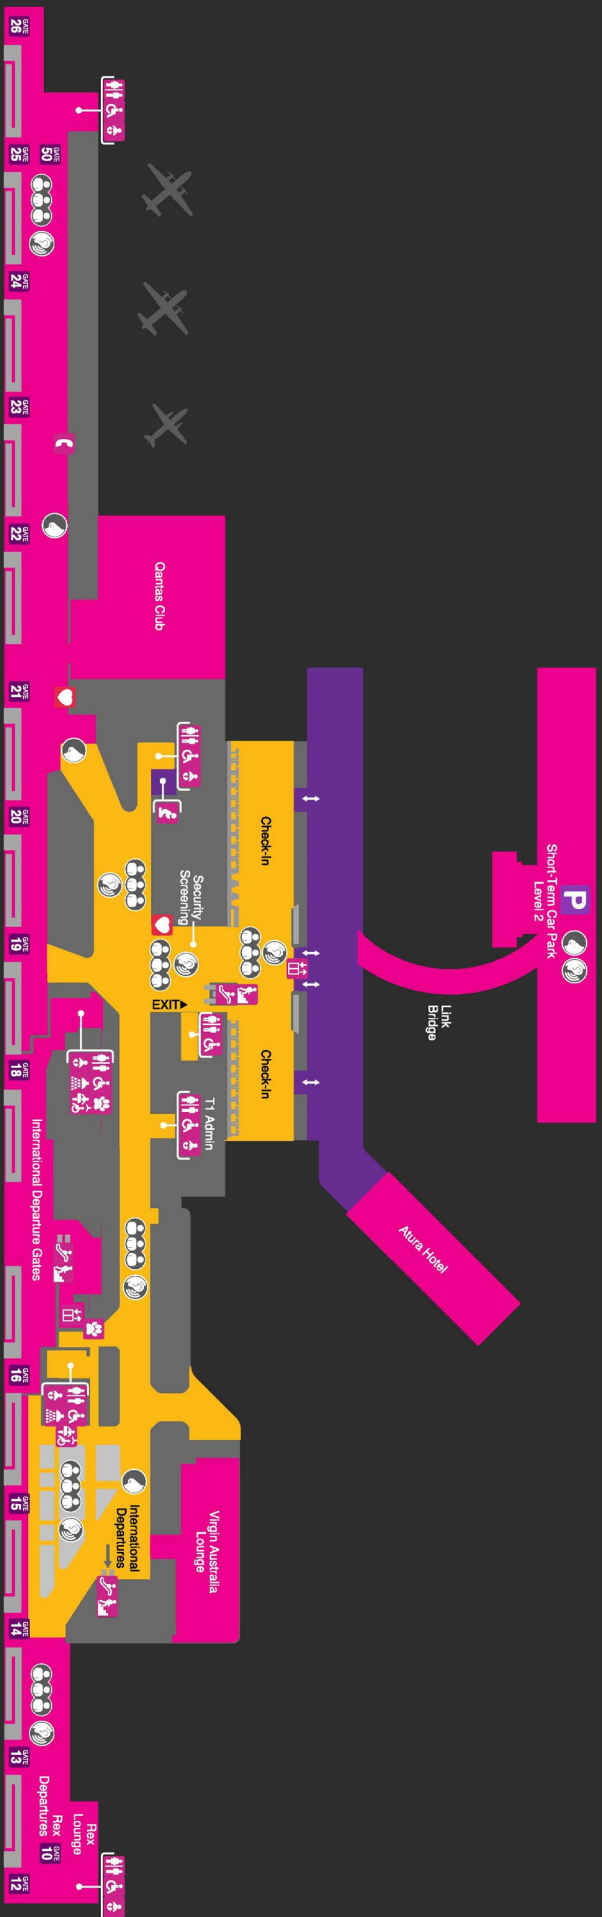 GATE
26
GATE
25
GATE
50
GATE
24
GATE
23
GATE
22
GATE
21
GATE
20
GATE
19
GATE
18
GATE
16
GATE
15
GATE
14
GATE
13
GATE
12
GATE
10
Qantas Club
Check-In
Security
Screening
EXIT
Check-In
T1 Admin
International Departure Gates
International
Departures
Virgin Australia
Lounge
Rex
Lounge
Rex
Departures
P
Short-Term Car Park
Level 2
Link
Bridge
Atura Hotel